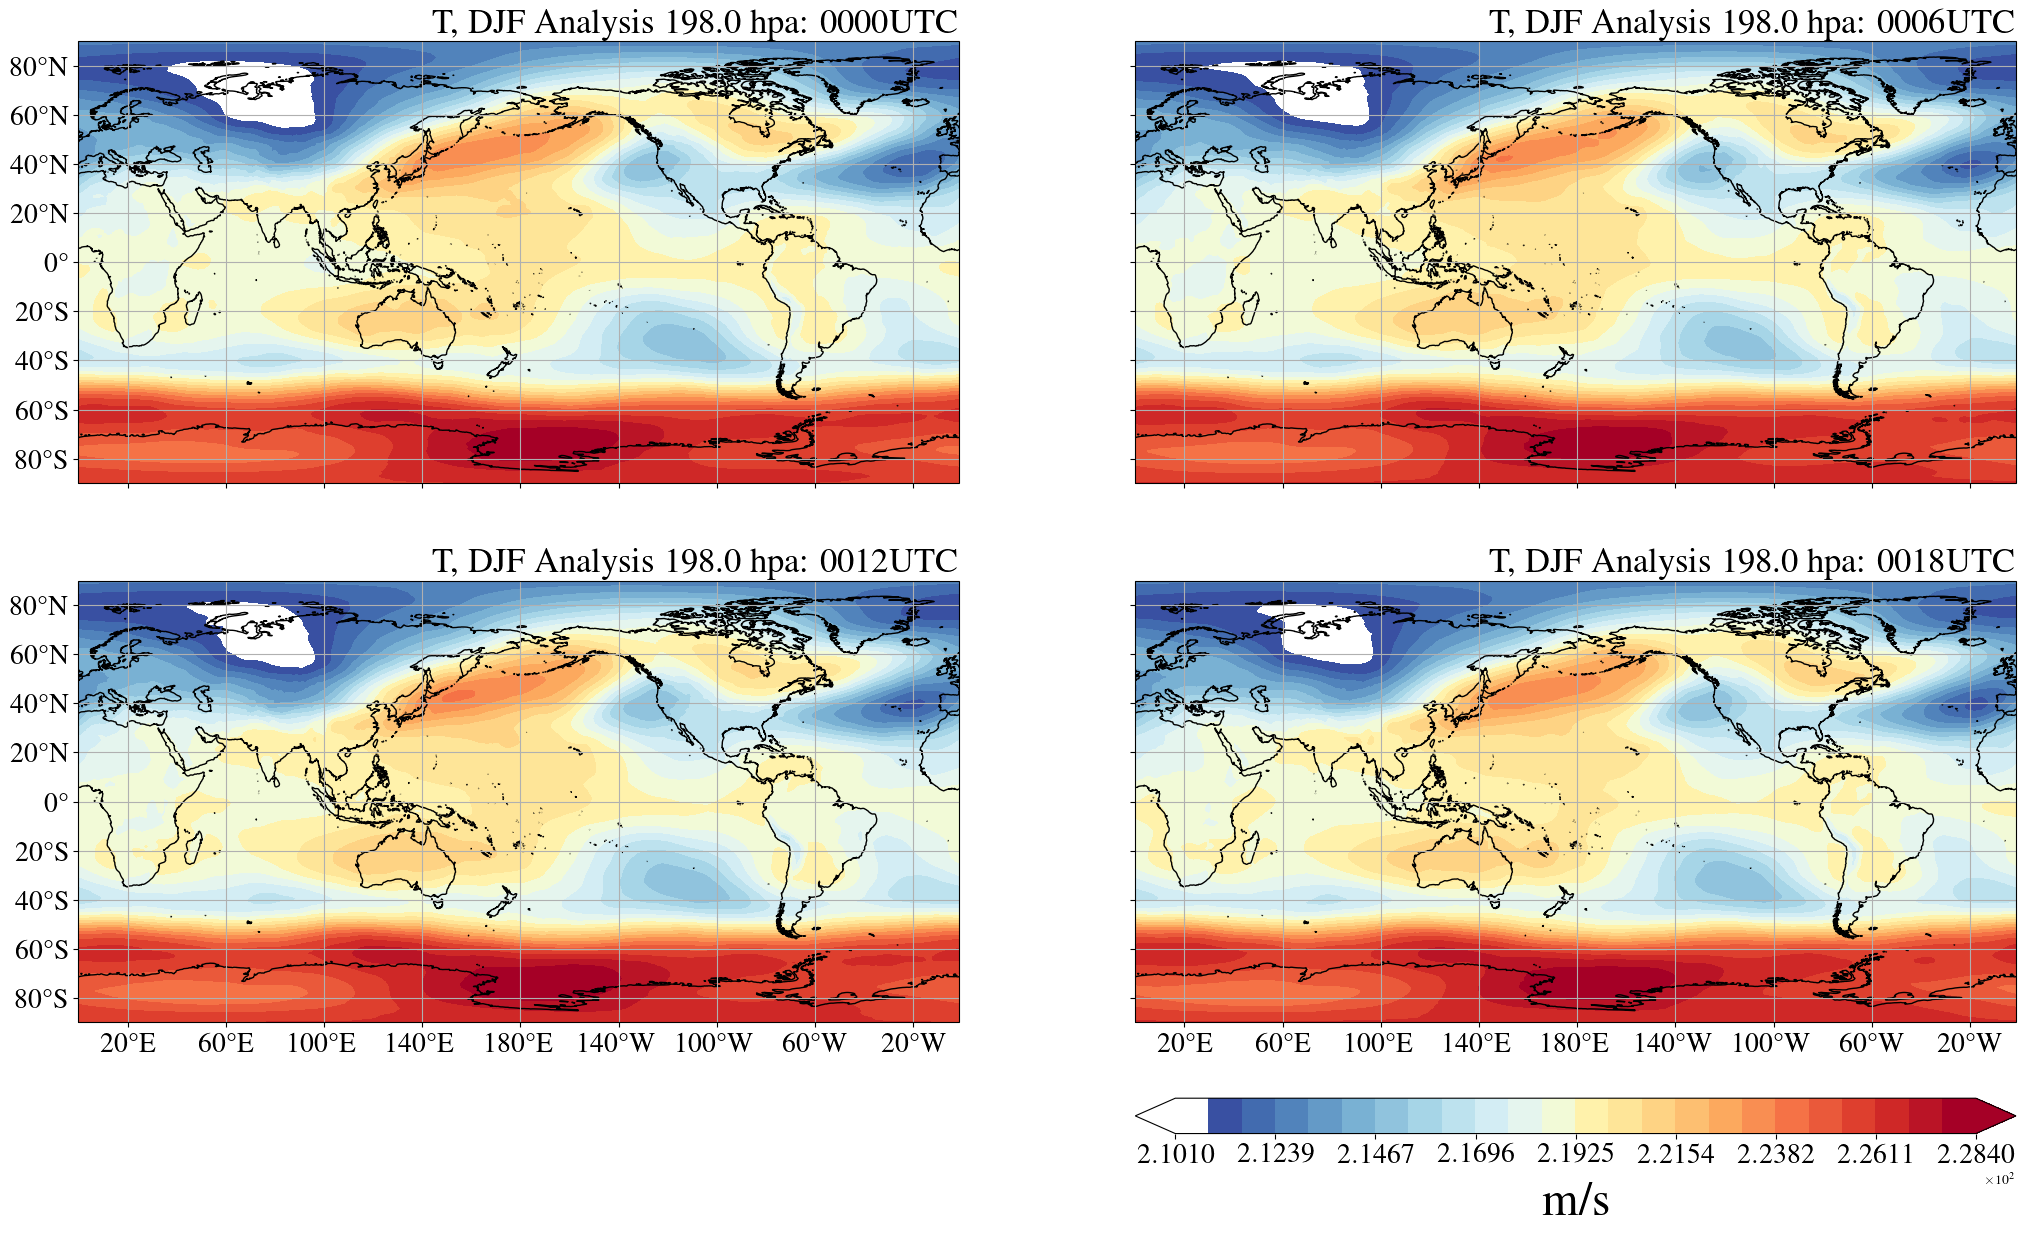 T, DJF Analysis 198.0 hpa: 0000UTC
T, DJF Analysis 198.0 hpa: 0006UTC
80°N
60°N
40°N
20°N
0°
20°S
40°S
60°S
80°S
T, DJF Analysis 198.0 hpa: 0012UTC
T, DJF Analysis 198.0 hpa: 0018UTC
80°N
60°N
40°N
20°N
0°
20°S
40°S
60°S
80°S
20°E 60°E 100°E 140°E 180°E 140°W 100°W 60°W 20°W
20°E 60°E 100°E 140°E 180°E 140°W 100°W 60°W 20°W
2.1010 2.1239 2.1467 2.1696 2.1925 2.2154 2.2382 2.2611 2.2840
×10²
m/s